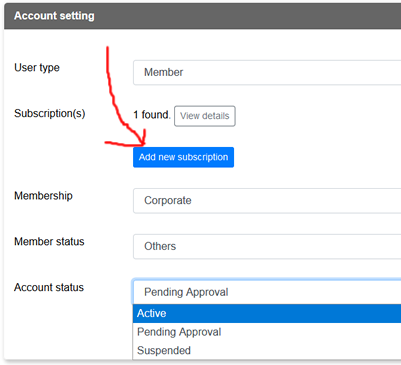 Account setting
User type
Member
Subscription(s)
1 found. View details
Add new subscription
Membership
Corporate
Member status
Others
Account status
Pending Approval
Active
Pending Approval
Suspended